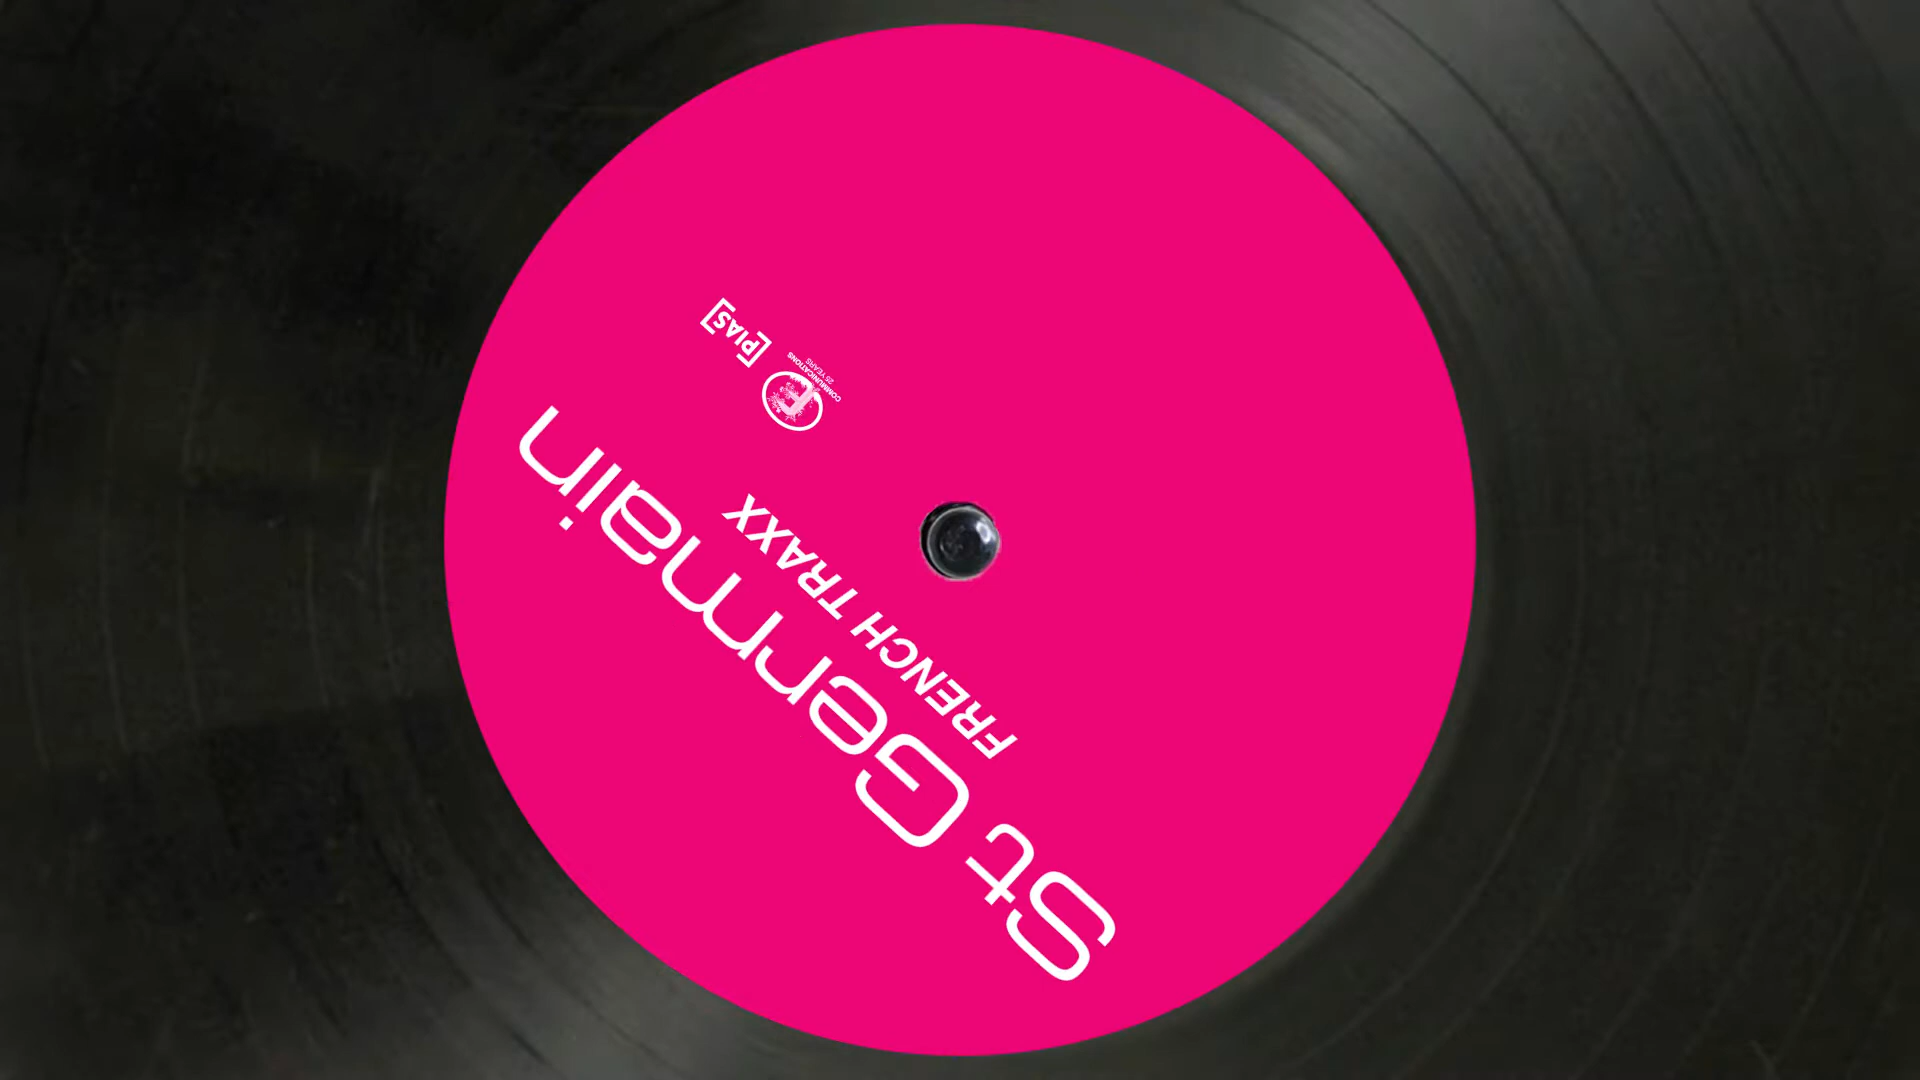 St Germain
FRENCH TRAXX
F
COMMUNICATIONS
25 YEARS
[PIAS]